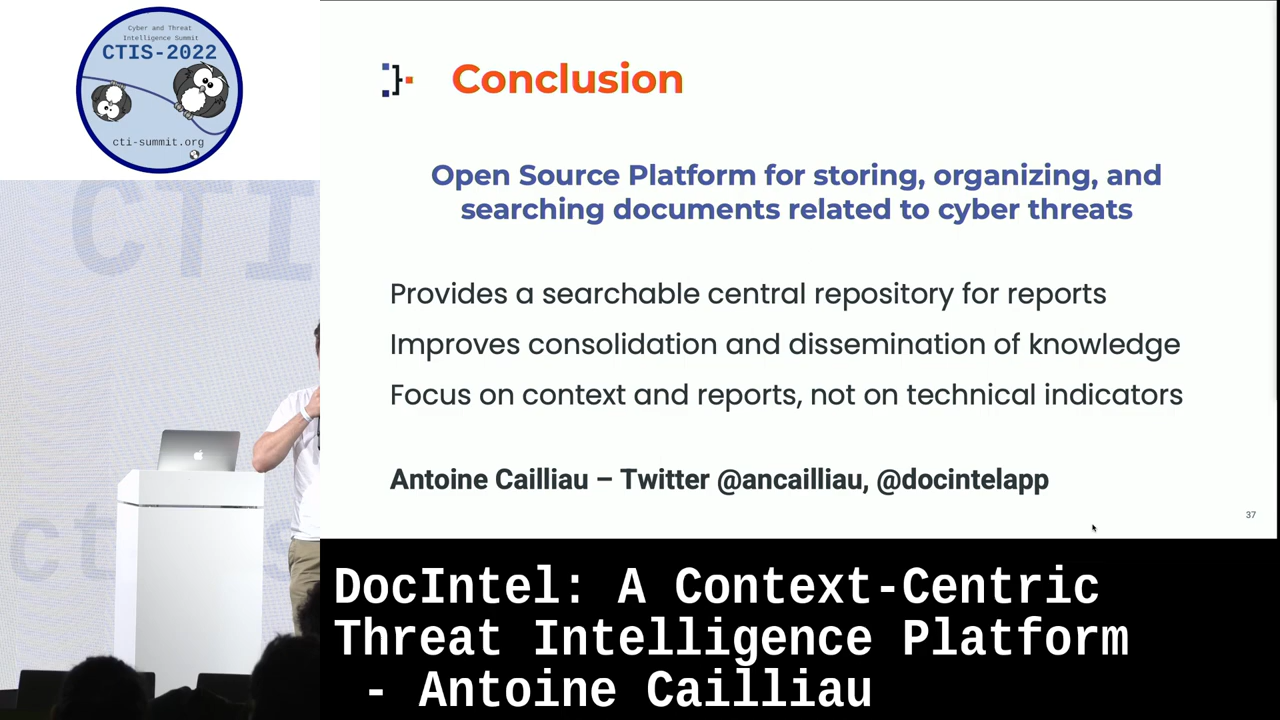 Cyber and Threat
Intelligence Summit
CTIS-2022
cti-summit.org
CTI
ct
Conclusion
Open Source Platform for storing, organizing, and
searching documents related to cyber threats
Provides a searchable central repository for reports
Improves consolidation and dissemination of knowledge
Focus on context and reports, not on technical indicators
Antoine Cailliau – Twitter @ancailliau, @docintelapp
37
DocIntel: A Context-Centric
Threat Intelligence Platform
- Antoine Cailliau